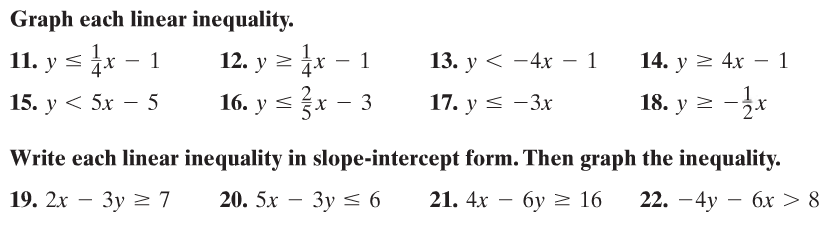 Graph each linear inequality.
11. y ≤ 1/4x − 1 12. y ≥ 1/4x − 1 13. y < −4x − 1 14. y ≥ 4x − 1
15. y < 5x − 5 16. y ≤ 2/5x − 3 17. y ≤ −3x 18. y ≥ −1/2x
Write each linear inequality in slope-intercept form. Then graph the inequality.
19. 2x − 3y ≥ 7 20. 5x − 3y ≤ 6 21. 4x − 6y ≥ 16 22. −4y − 6x > 8